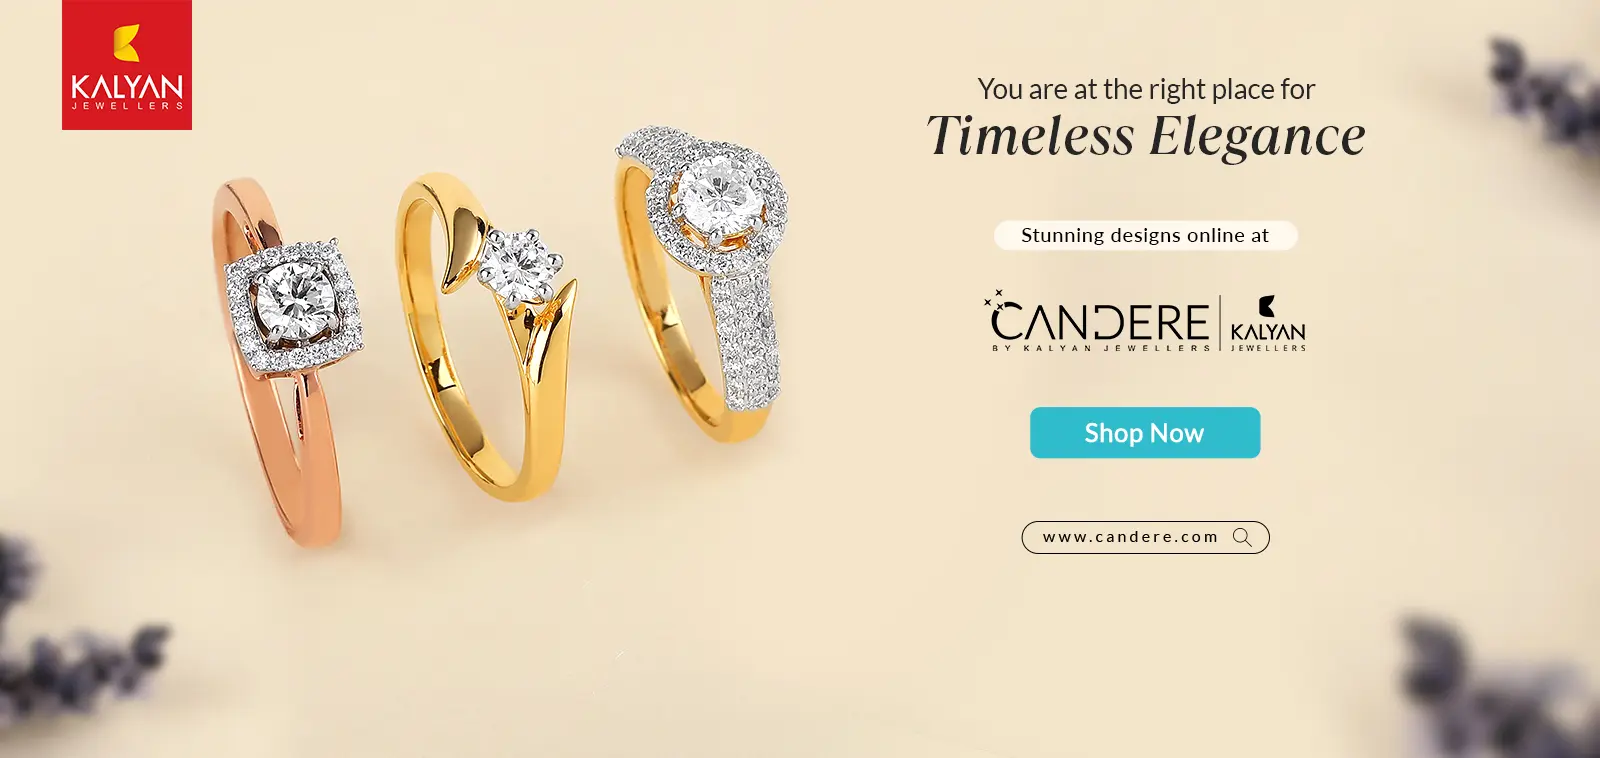 KALYAN
JEWELLERS
You are at the right place for
Timeless Elegance
Stunning designs online at
CANDERE
BY KALYAN JEWELLERS
KALYAN
JEWELLERS
Shop Now
www.candere.com